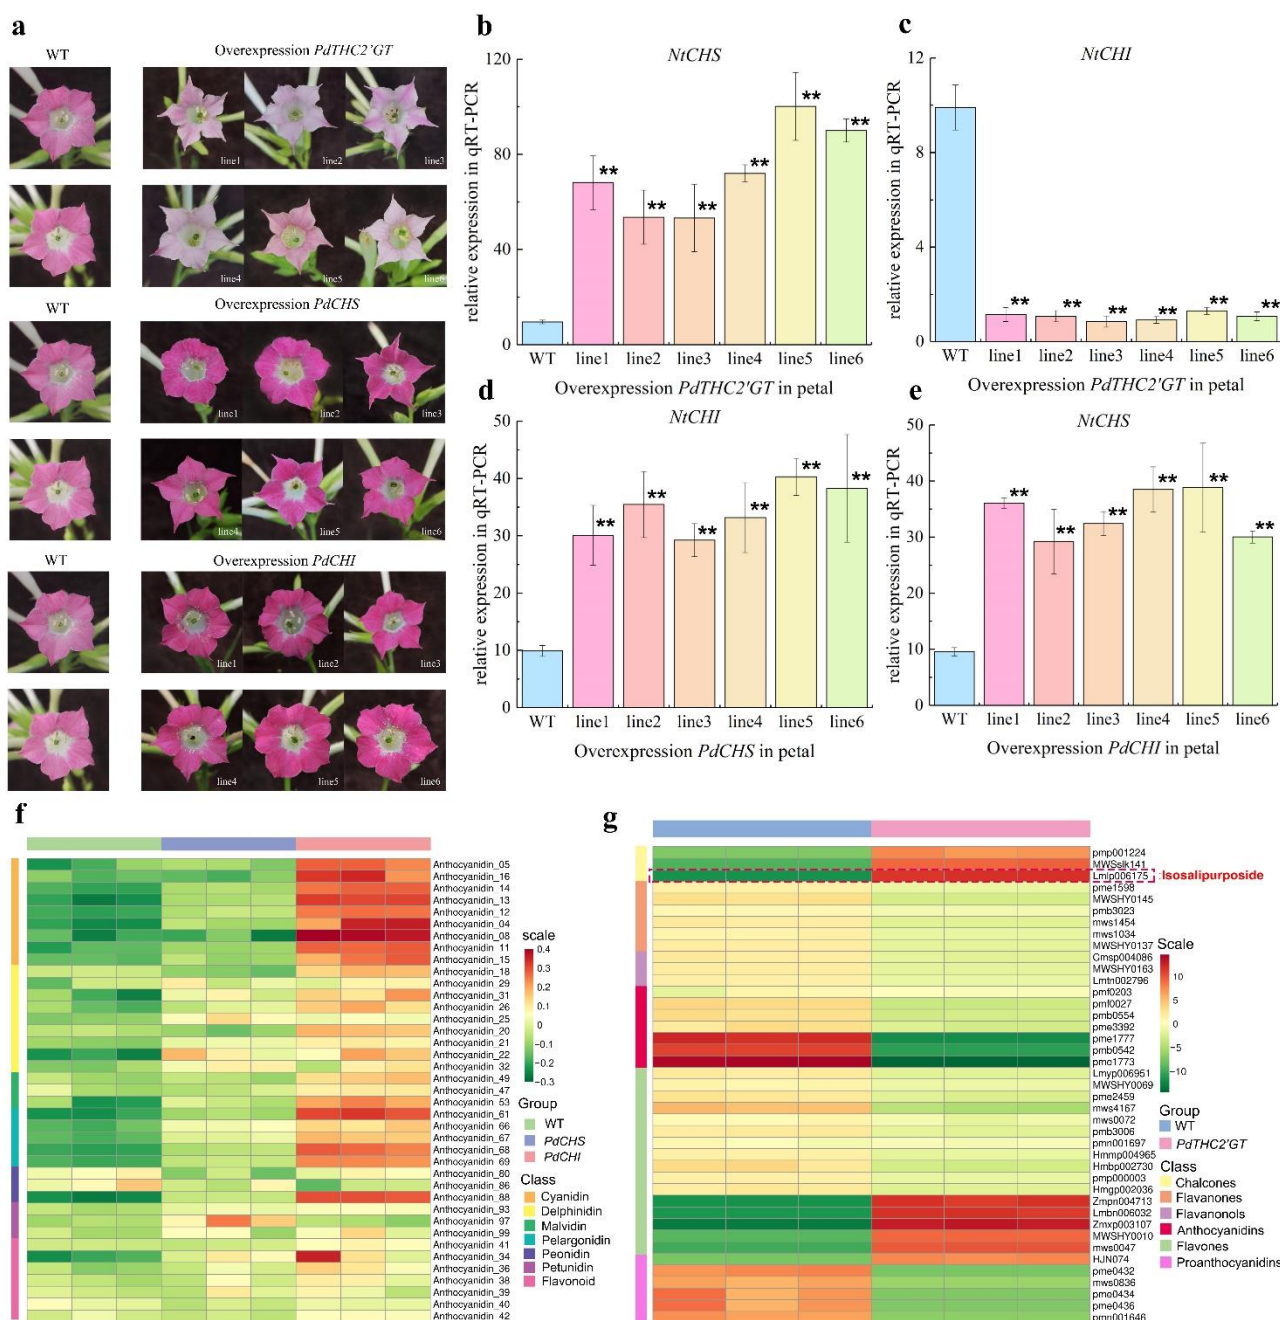 a
WT
Overexpression PdTHC2'GT
line1
line2
line3
line4
line5
line6
Overexpression PdCHS
WT
line1
line2
line3
line4
line5
line6
WT
Overexpression PdCHI
line1
line2
line3
line4
line5
line6
b
NtCHS
relative expression in qRT-PCR
120
80
40
0
**
**
**
**
**
**
WT line1 line2 line3 line4 line5 line6
Overexpression PdTHC2'GT in petal
c
NtCHI
relative expression in qRT-PCR
12
8
4
0
**
**
**
**
**
**
WT line1 line2 line3 line4 line5 line6
Overexpression PdTHC2'GT in petal
d
NtCHI
relative expression in qRT-PCR
50
40
30
20
10
0
**
**
**
**
**
**
WT line1 line2 line3 line4 line5 line6
Overexpression PdCHS in petal
e
NtCHS
relative expression in qRT-PCR
50
40
30
20
10
0
**
**
**
**
**
**
WT line1 line2 line3 line4 line5 line6
Overexpression PdCHI in petal
f
Anthocyanidin_05
Anthocyanidin_16
Anthocyanidin_14
Anthocyanidin_13
Anthocyanidin_12
Anthocyanidin_04
Anthocyanidin_08
Anthocyanidin_11
Anthocyanidin_15
Anthocyanidin_18
Anthocyanidin_29
Anthocyanidin_31
Anthocyanidin_26
Anthocyanidin_25
Anthocyanidin_20
Anthocyanidin_21
Anthocyanidin_22
Anthocyanidin_32
Anthocyanidin_49
Anthocyanidin_47
Anthocyanidin_53
Anthocyanidin_61
Anthocyanidin_66
Anthocyanidin_67
Anthocyanidin_68
Anthocyanidin_69
Anthocyanidin_80
Anthocyanidin_86
Anthocyanidin_88
Anthocyanidin_93
Anthocyanidin_97
Anthocyanidin_99
Anthocyanidin_41
Anthocyanidin_34
Anthocyanidin_36
Anthocyanidin_38
Anthocyanidin_39
Anthocyanidin_40
Anthocyanidin_42
scale
0.4
0.3
0.2
0.1
0
−0.1
−0.2
−0.3
Group
WT
PdCHS
PdCHI
Class
Cyanidin
Delphinidin
Malvidin
Pelargonidin
Peonidin
Petunidin
Flavonoid
g
pmp001224
MWSslk141
Lmlp006175
Isosalipurposide
pme1598
MWSHY0145
pmb3023
mws1454
mws1034
MWSHY0137
Cmsp004086
MWSHY0163
Lmtn002796
pmf0203
pmf0027
pmb0554
pme3392
pme1777
pmb0542
pme1773
Lmyp006951
MWSHY0069
pme2459
mws4167
mws0072
pmb3006
pmn001697
Hmmp004965
Hmbp002730
pmp000003
Hmgp002036
Zmpn004713
Lmbn006032
Zmxp003107
MWSHY0010
mws0047
HJN074
pme0432
mws0836
pme0434
pme0436
pmn001646
Scale
10
5
0
−5
−10
Group
WT
PdTHC2'GT
Class
Chalcones
Flavanones
Flavanonols
Anthocyanidins
Flavones
Proanthocyanidins